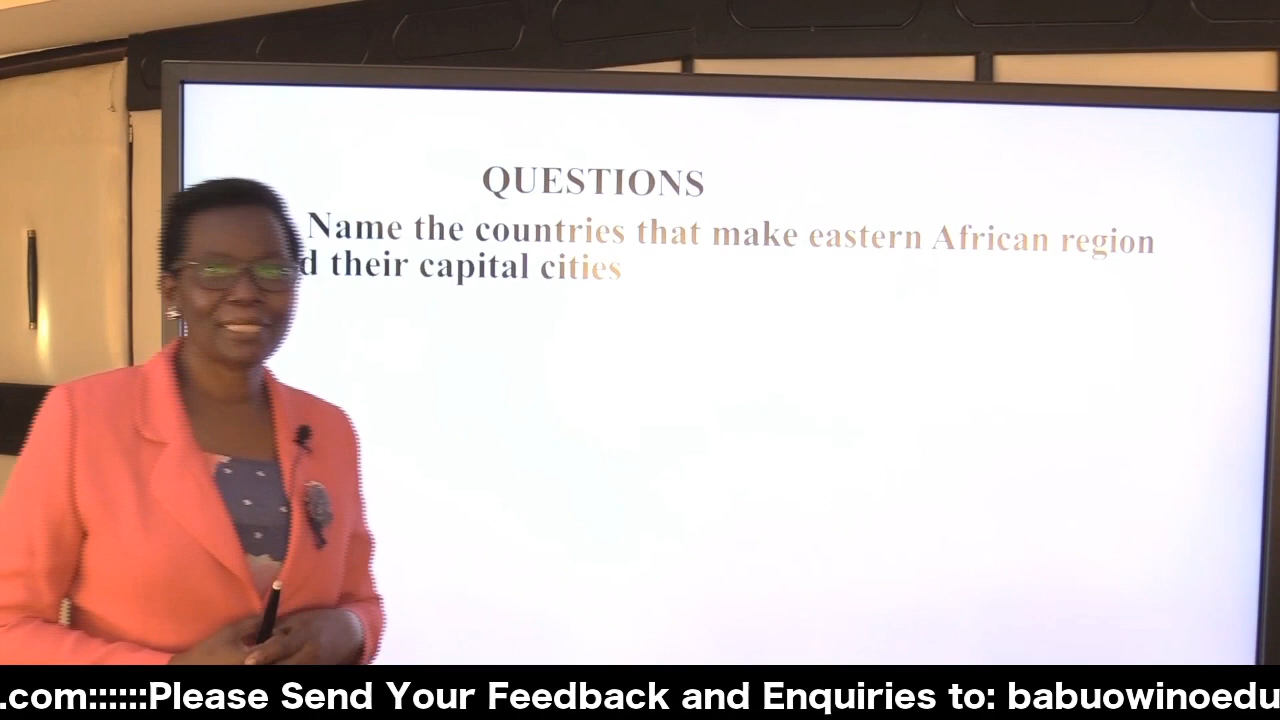 QUESTIONS
Name the countries that make eastern African region
d their capital cities
.com::::::Please Send Your Feedback and Enquiries to: babuowinoedu